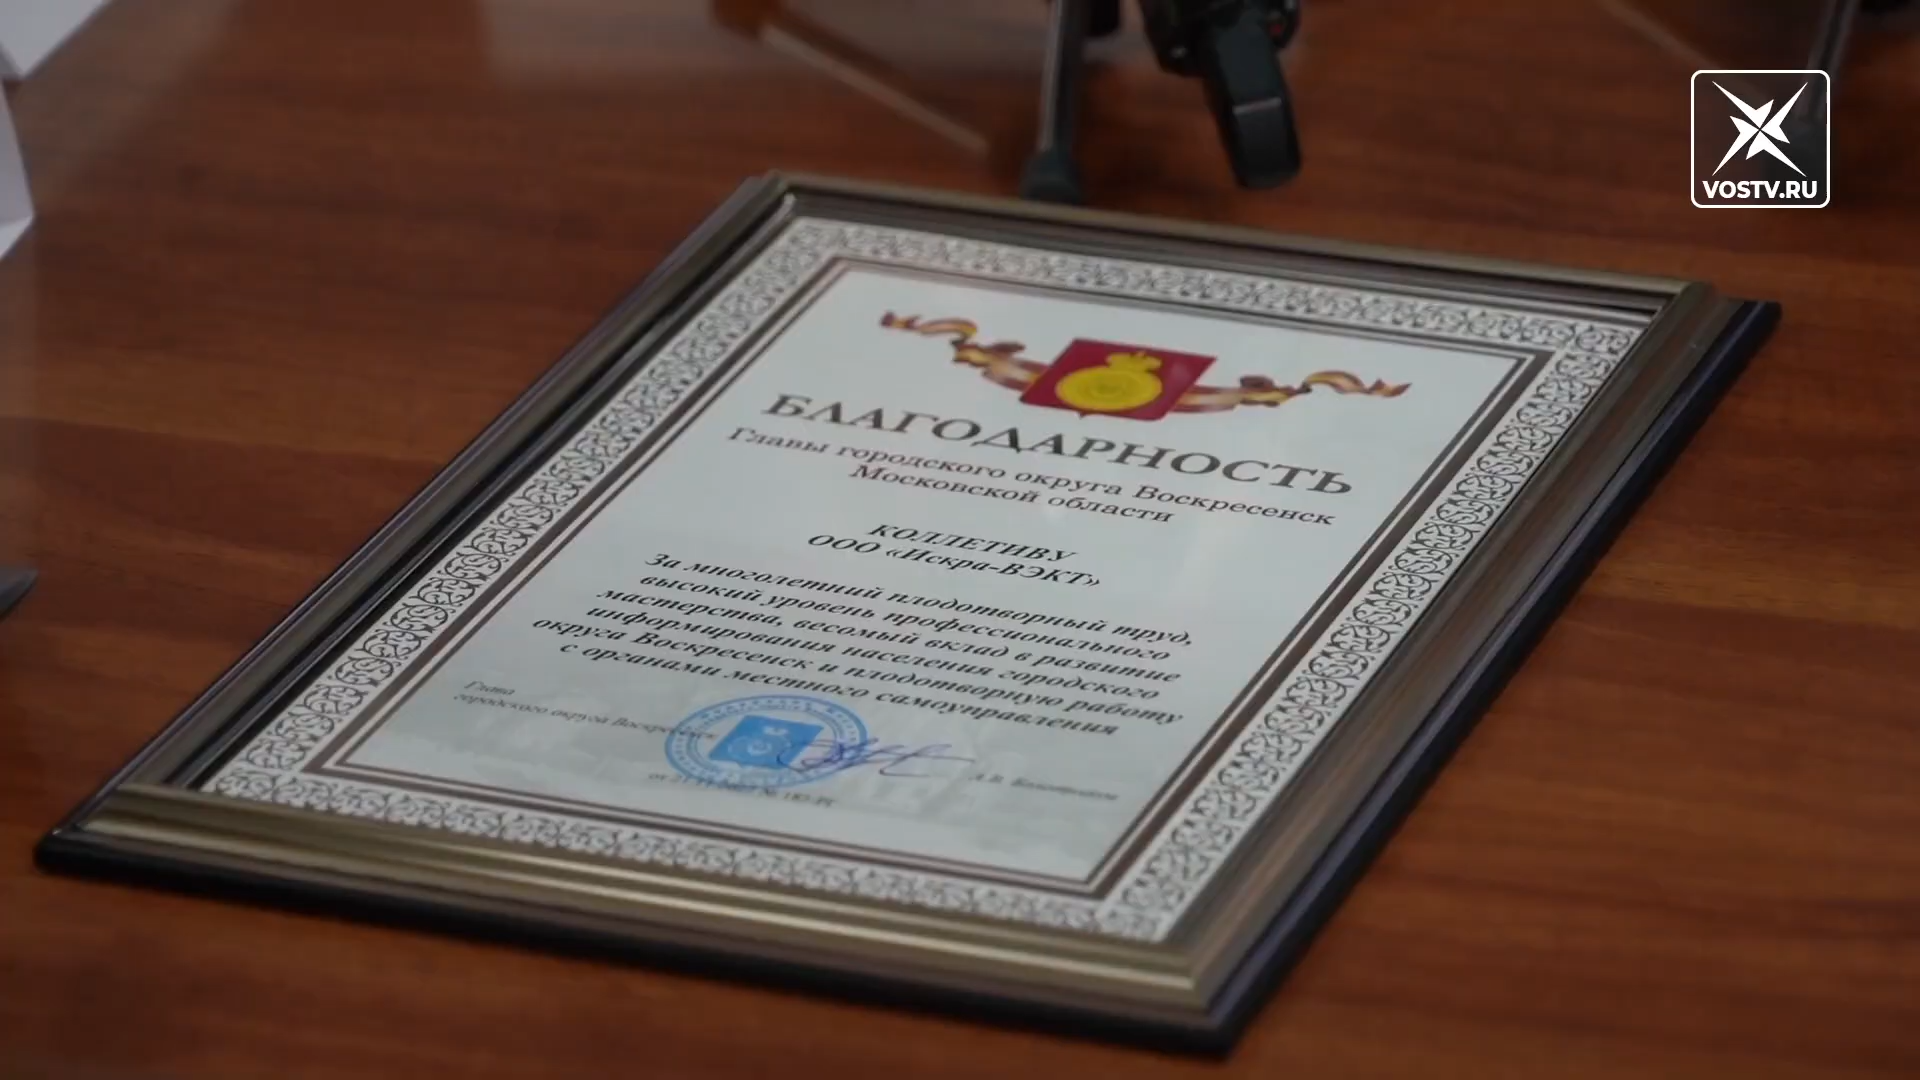 VOSTV.RU
БЛАГОДАРНОСТЬ
Главы городского округа Воскресенск
Московской области
КОЛЛЕТИВУ
ООО «Искра-ВЭКТ»
За многолетний плодотворный труд,
высокий уровень профессионального
мастерства, весомый вклад в развитие
информирования населения городского
округа Воскресенск и плодотворную работу
с органами местного самоуправления
Глава
городского округа Воскресенск